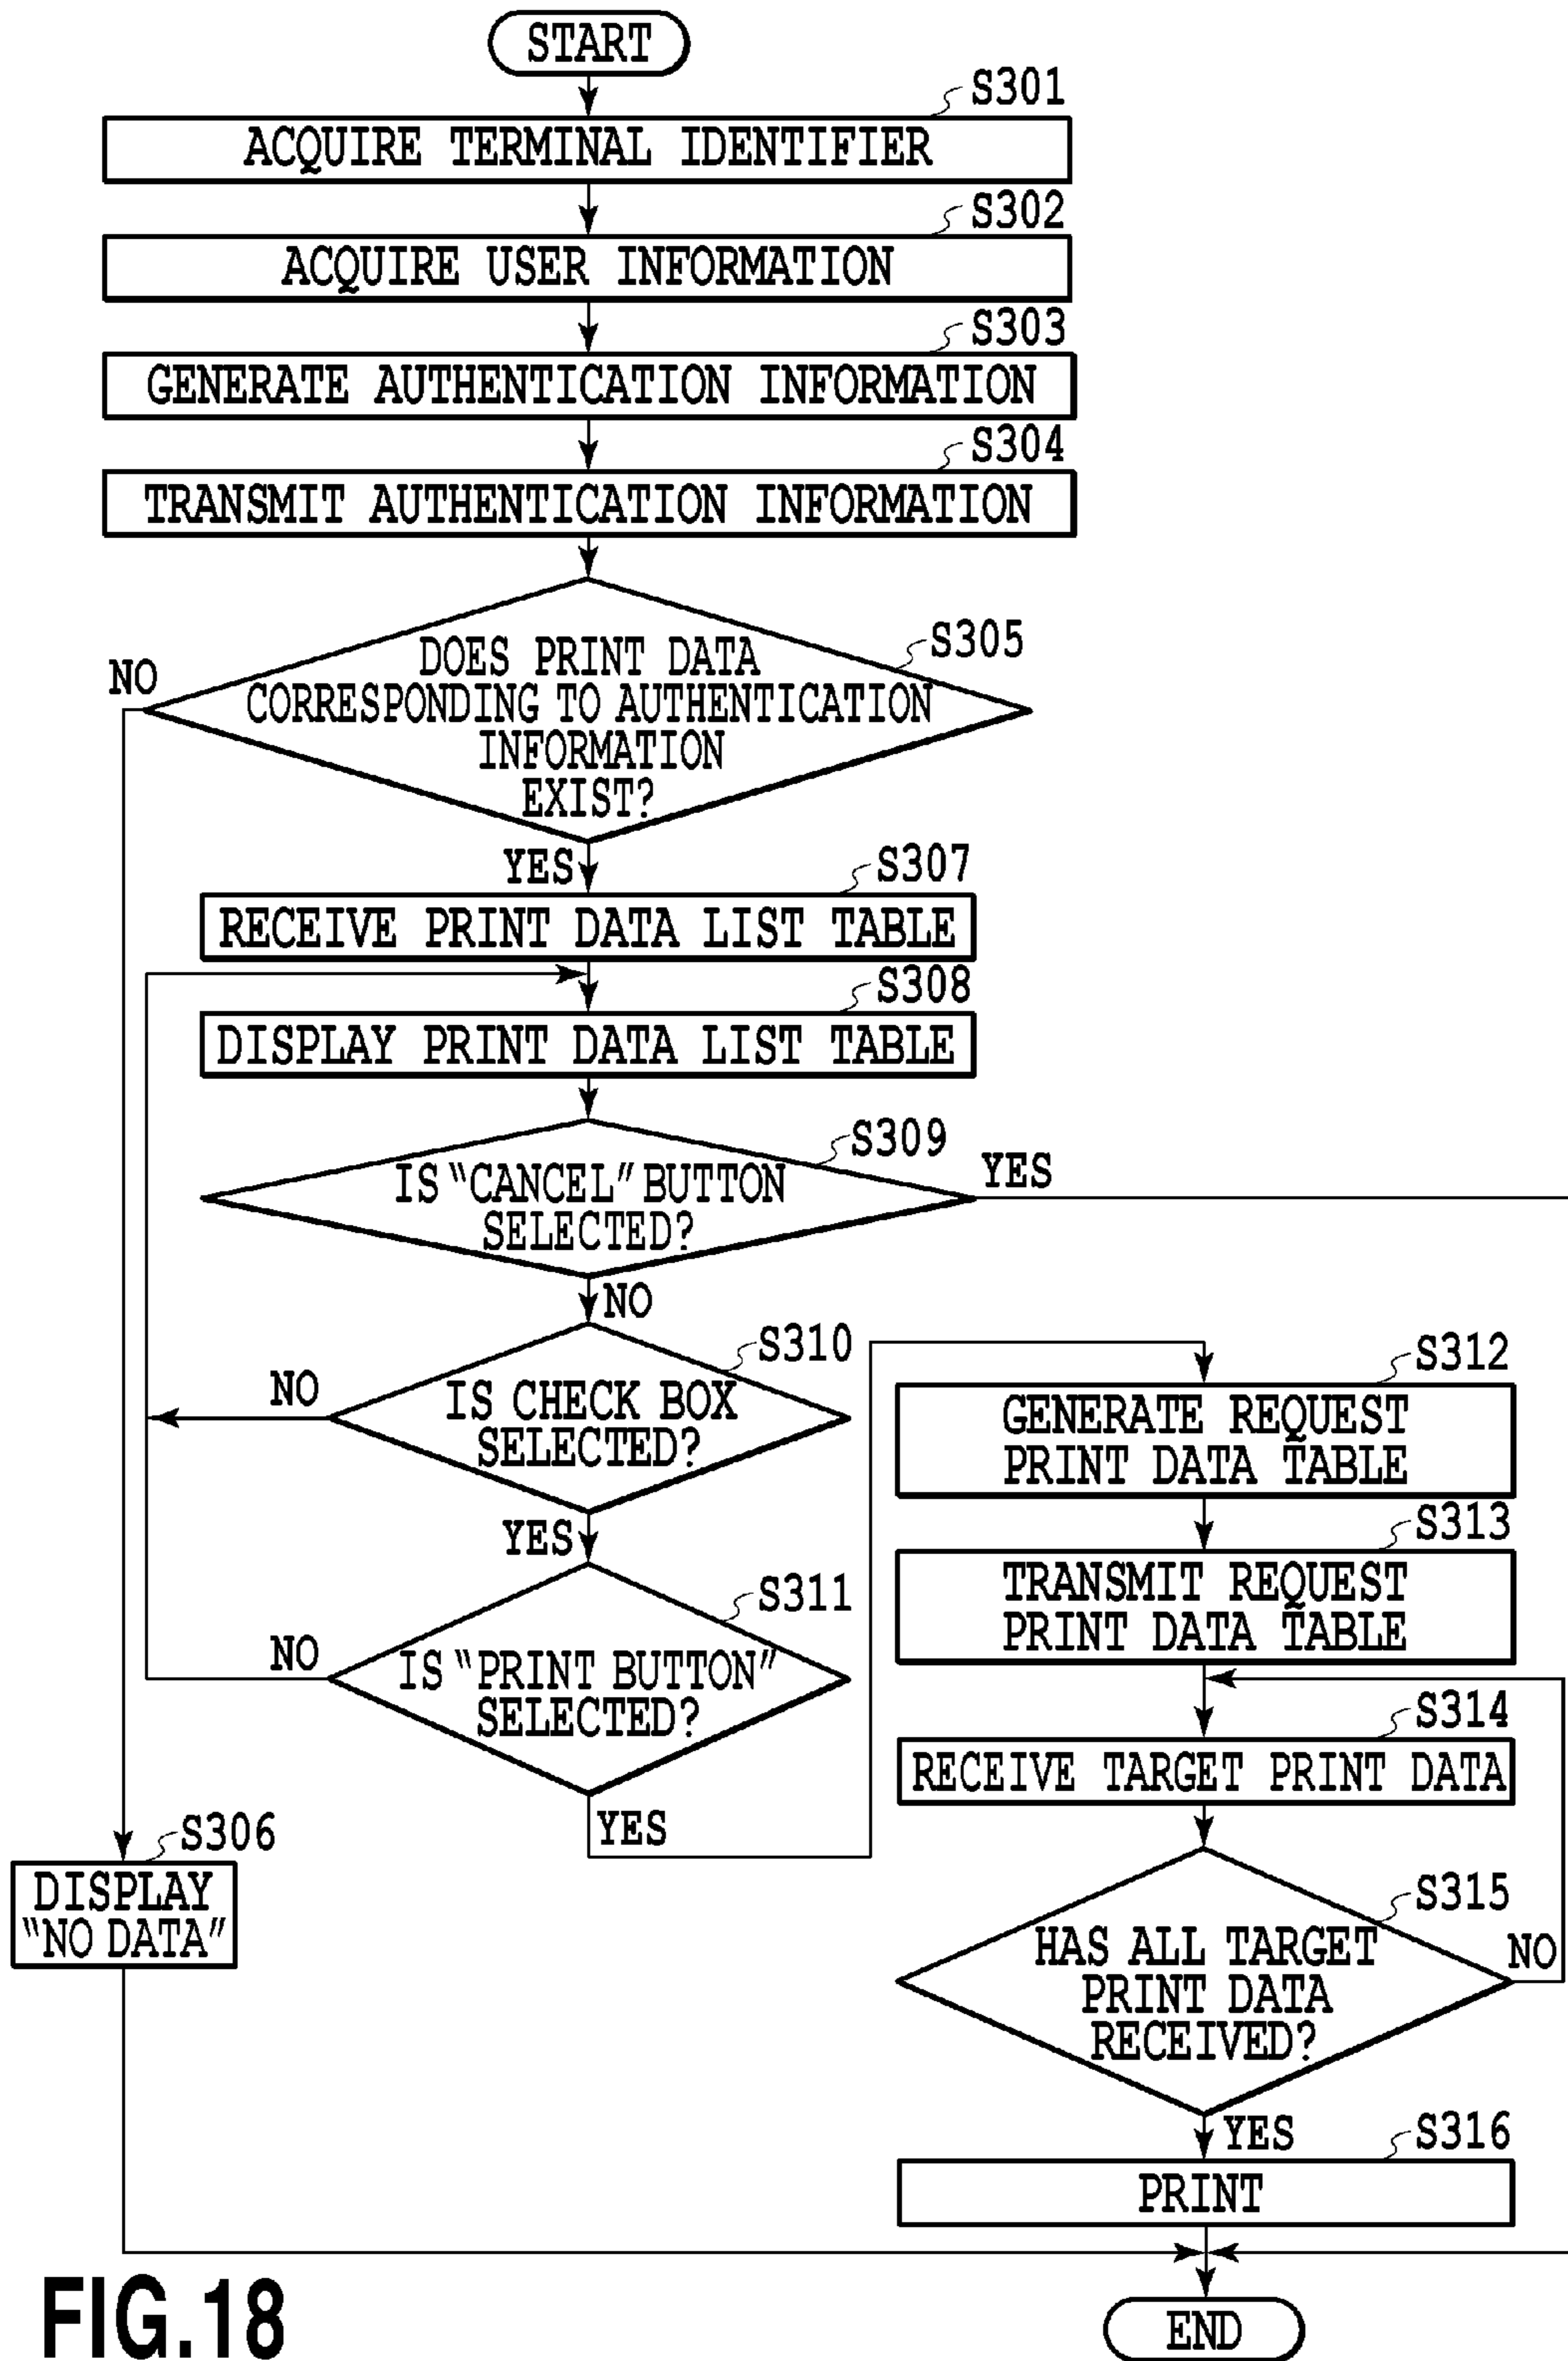 START
S301
ACQUIRE TERMINAL IDENTIFIER
S302
ACQUIRE USER INFORMATION
S303
GENERATE AUTHENTICATION INFORMATION
S304
TRANSMIT AUTHENTICATION INFORMATION
S305
DOES PRINT DATA
CORRESPONDING TO AUTHENTICATION
INFORMATION
EXIST?
NO
YES
S307
RECEIVE PRINT DATA LIST TABLE
S308
DISPLAY PRINT DATA LIST TABLE
S309
IS "CANCEL" BUTTON
SELECTED?
YES
NO
S310
IS CHECK BOX
SELECTED?
NO
YES
S311
IS "PRINT BUTTON"
SELECTED?
NO
YES
S306
DISPLAY
"NO DATA"
S312
GENERATE REQUEST
PRINT DATA TABLE
S313
TRANSMIT REQUEST
PRINT DATA TABLE
S314
RECEIVE TARGET PRINT DATA
S315
HAS ALL TARGET
PRINT DATA
RECEIVED?
NO
YES
S316
PRINT
END
FIG.18